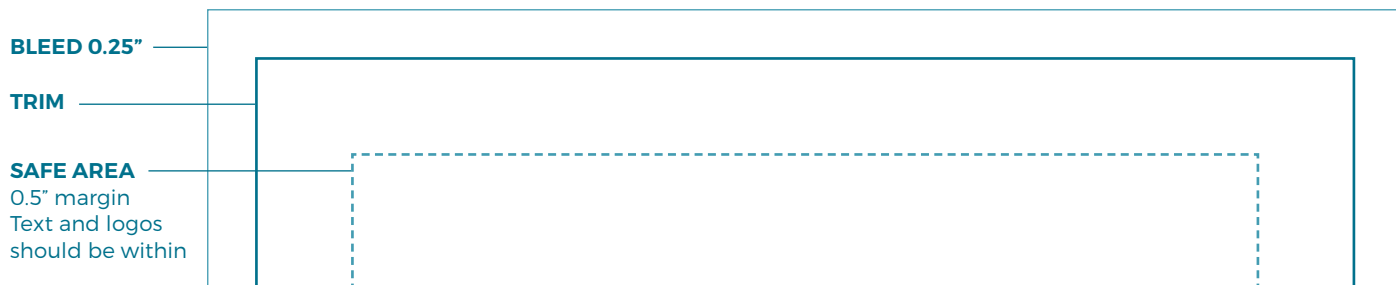 BLEED 0.25”
TRIM
SAFE AREA
0.5” margin
Text and logos
should be within